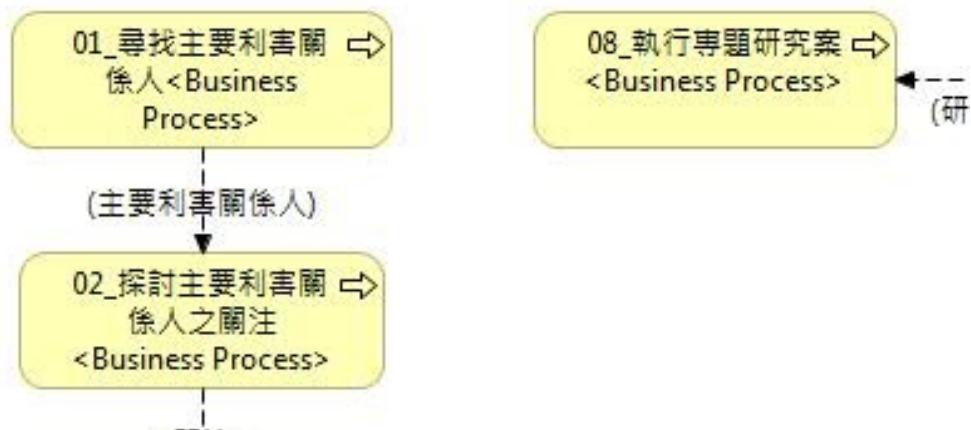 01_尋找主要利害關
係人<Business
Process>
(主要利害關係人)
02_探討主要利害關
係人之關注
<Business Process>
08_執行專題研究案
<Business Process>
(研